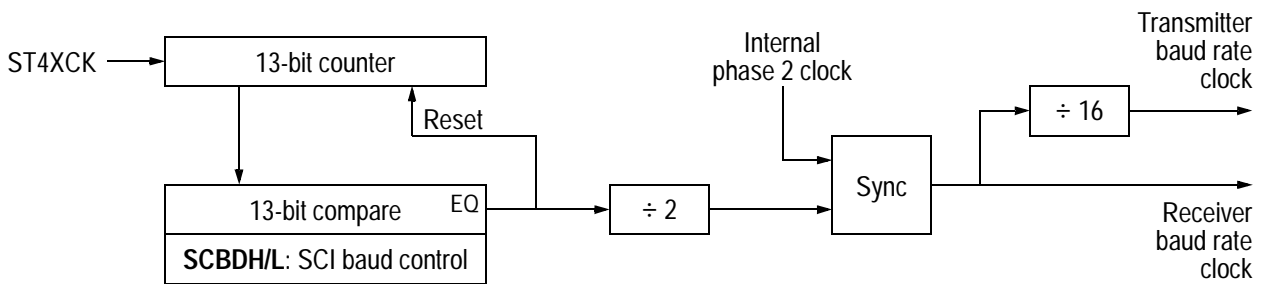 Transmitter
baud rate
clock
Internal
phase 2 clock
ST4XCK
13-bit counter
÷ 16
Reset
Sync
13-bit compare
EQ
÷ 2
SCBDH/L: SCI baud control
Receiver
baud rate
clock